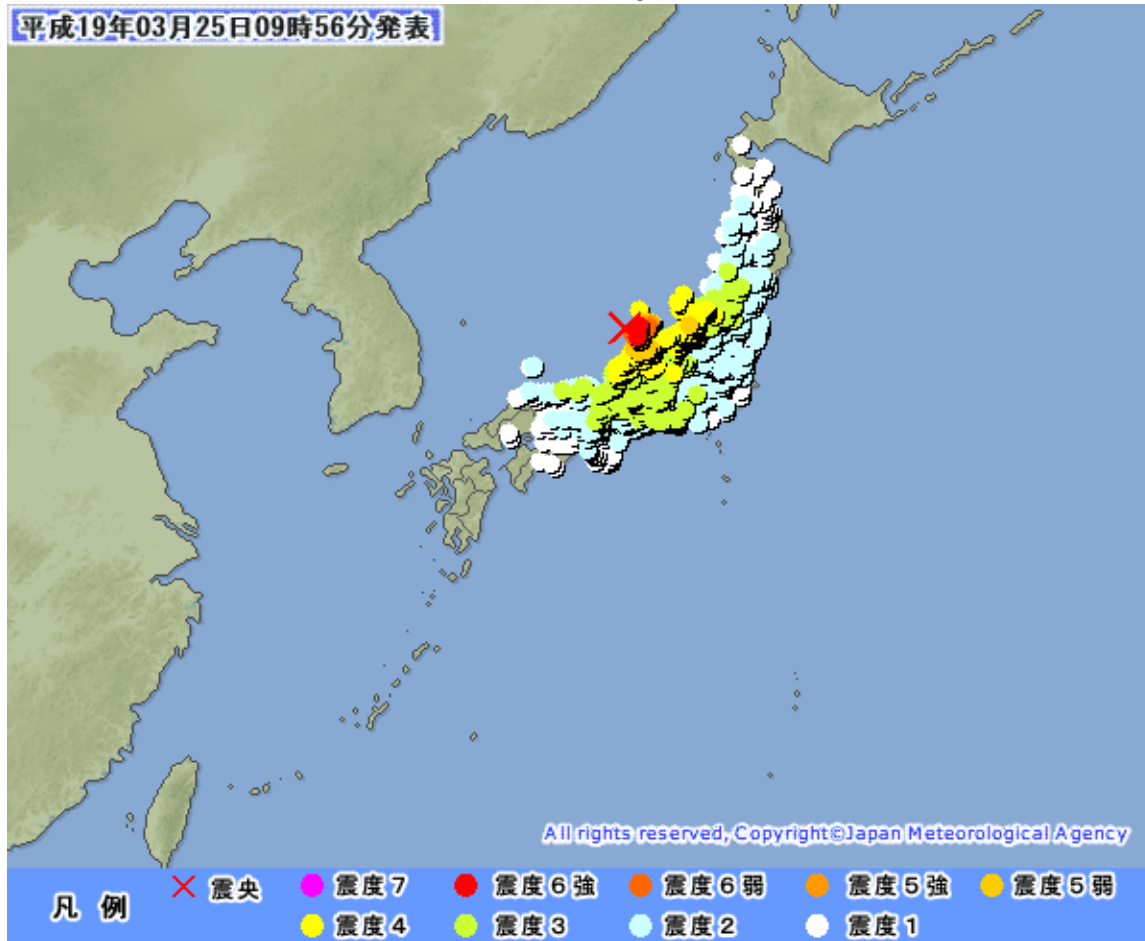 平成19年03月25日09時56分発表
All rights reserved, Copyright©Japan Meteorological Agency
凡 例 震央 震度7 震度6強 震度6弱 震度5強 震度5弱
震度4 震度3 震度2 震度1